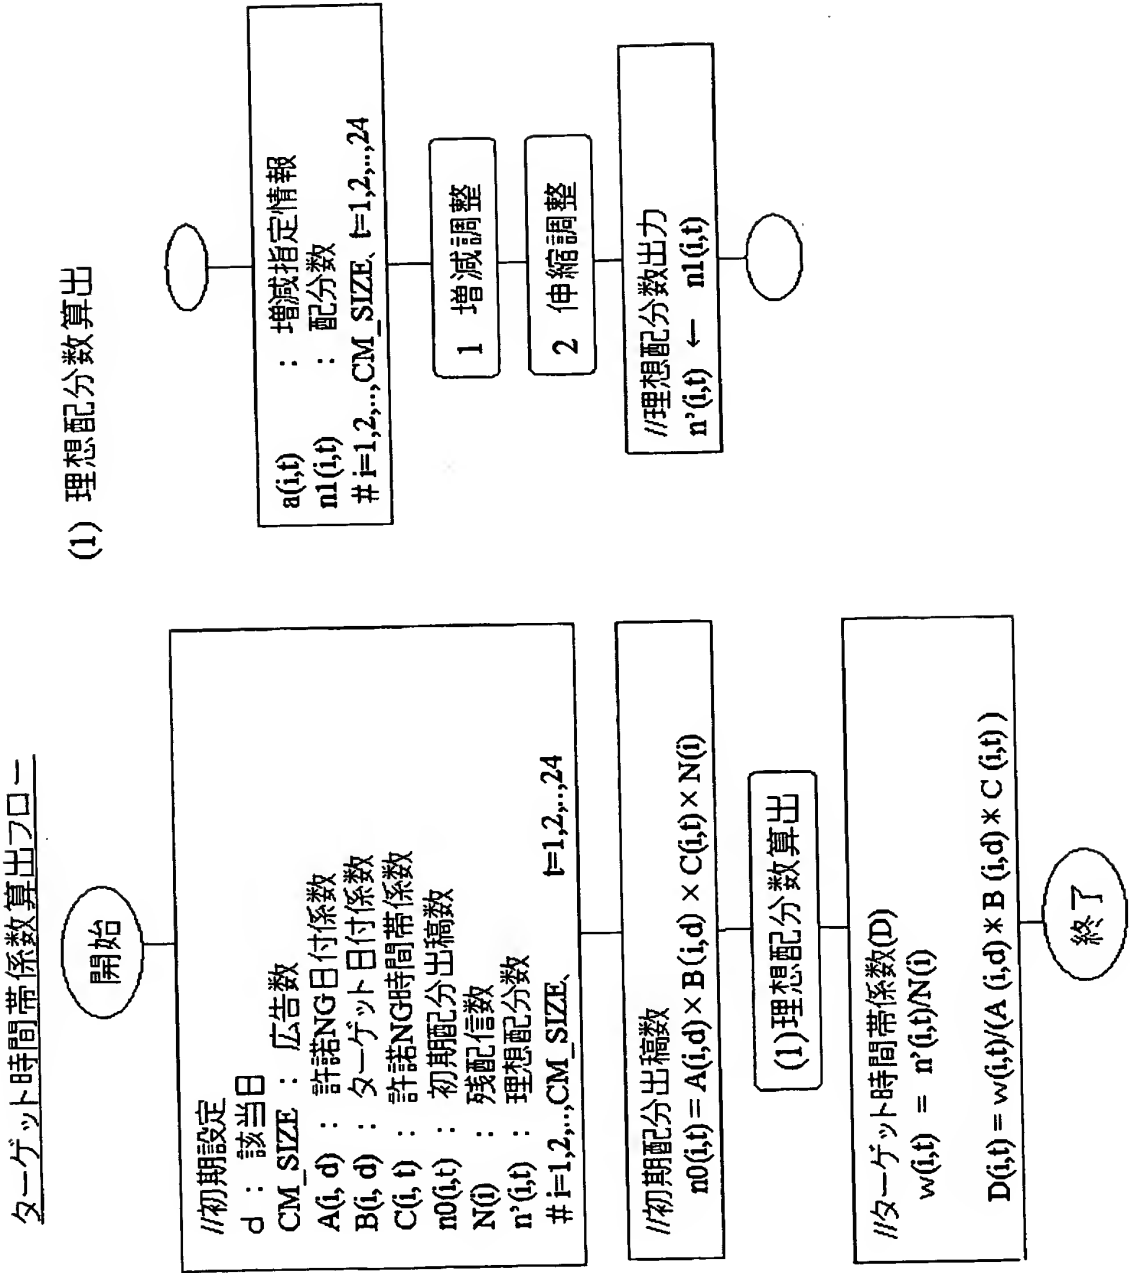 ターゲット時間帯係数算出フロー
開始
//初期設定
d : 該当日
CM_SIZE : 広告数
A(i, d) : 許諾NG日付係数
B(i, d) : ターゲット日付係数
C(i, t) : 許諾NG時間帯係数
n0(i,t) : 初期配分出稿数
N(i) : 残配信数
n'(i,t) : 理想配分数
# i=1,2,..,CM_SIZE、 t=1,2,..,24
//初期配分出稿数
n0(i,t) = A(i,d) × B(i,d) × C(i,t) × N(i)
(1)理想配分数算出
//ターゲット時間帯係数(D)
w(i,t) = n'(i,t)/N(i)
D(i,t) = w(i,t)/(A (i,d) * B (i,d) * C (i,t) )
終了
(1) 理想配分数算出
a(i,t) : 増減指定情報
n1(i,t) : 配分数
# i=1,2,..,CM_SIZE、 t=1,2,..,24
1 増減調整
2 伸縮調整
//理想配分数出力
n'(i,t) ← n1(i,t)